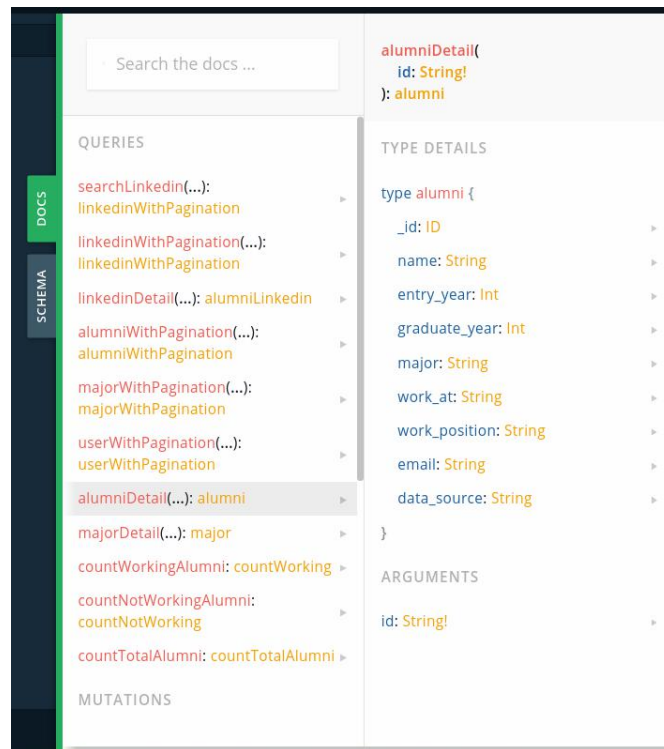 DOCS
SCHEMA
Search the docs ...
QUERIES
searchLinkedin(...):
linkedinWithPagination
linkedinWithPagination(...):
linkedinWithPagination
linkedinDetail(...): alumniLinkedin
alumniWithPagination(...):
alumniWithPagination
majorWithPagination(...):
majorWithPagination
userWithPagination(...):
userWithPagination
alumniDetail(...): alumni
majorDetail(...): major
countWorkingAlumni: countWorking
countNotWorkingAlumni:
countNotWorking
countTotalAlumni: countTotalAlumni
MUTATIONS
alumniDetail(
id: String!
): alumni
TYPE DETAILS
type alumni {
_id: ID
name: String
entry_year: Int
graduate_year: Int
major: String
work_at: String
work_position: String
email: String
data_source: String
}
ARGUMENTS
id: String!